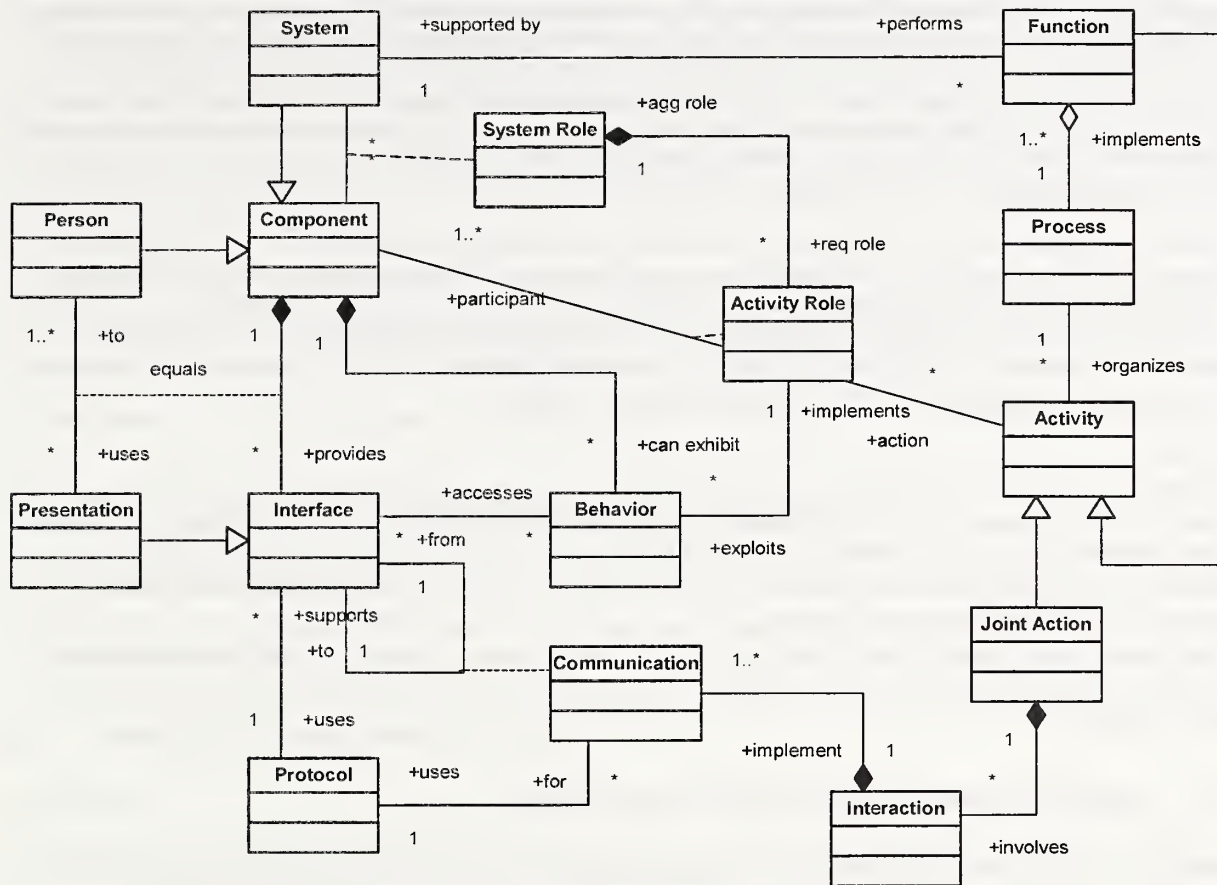 System
+supported by
+performs
Function
1
*
+agg role
System Role
*
*
1
1..*
+implements
1
Person
Component
1..*
Process
*
+req role
+participant
Activity Role
1..*
+to
1
1
1
equals
*
*
+organizes
1
+implements
Activity
+action
*
+uses
*
+provides
*
+can exhibit
*
+accesses
Presentation
Interface
Behavior
*
+from
*
+exploits
1
*
+supports
Joint Action
+to
1
Communication
1..*
1
+uses
+implement
1
1
*
Protocol
+uses
+for
*
Interaction
1
+involves